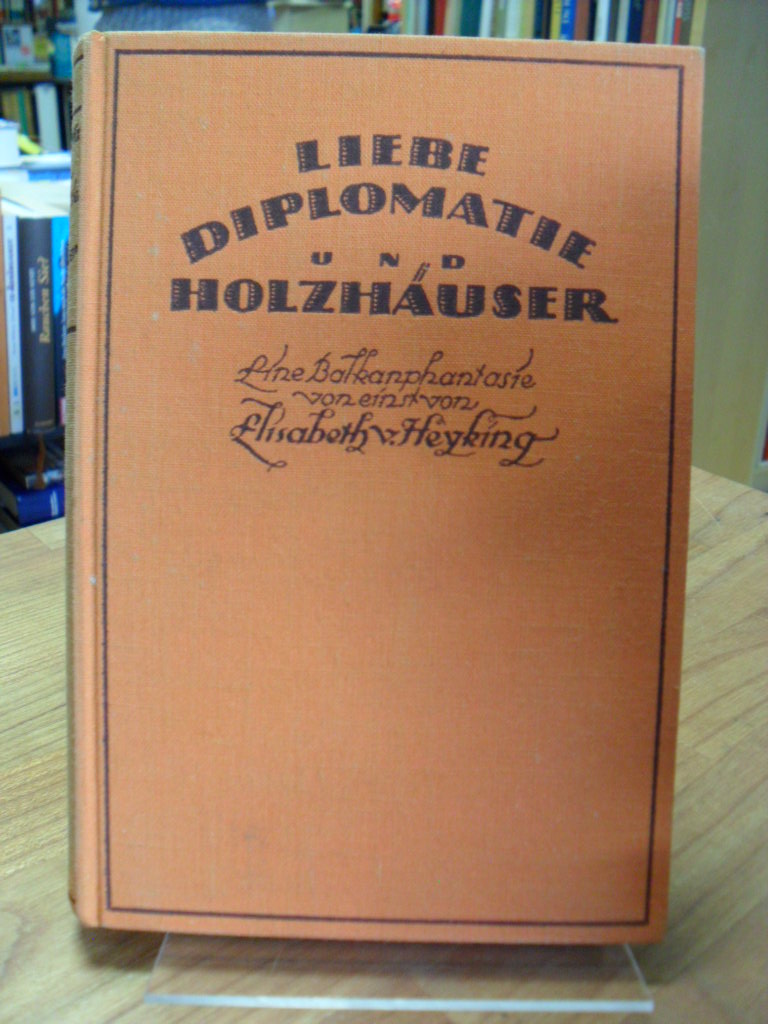 LIEBE
DIPLOMATIE
UND
HOLZHÄUSER
Eine Balkanphantasie
von einst von
Elisabeth v. Heyking